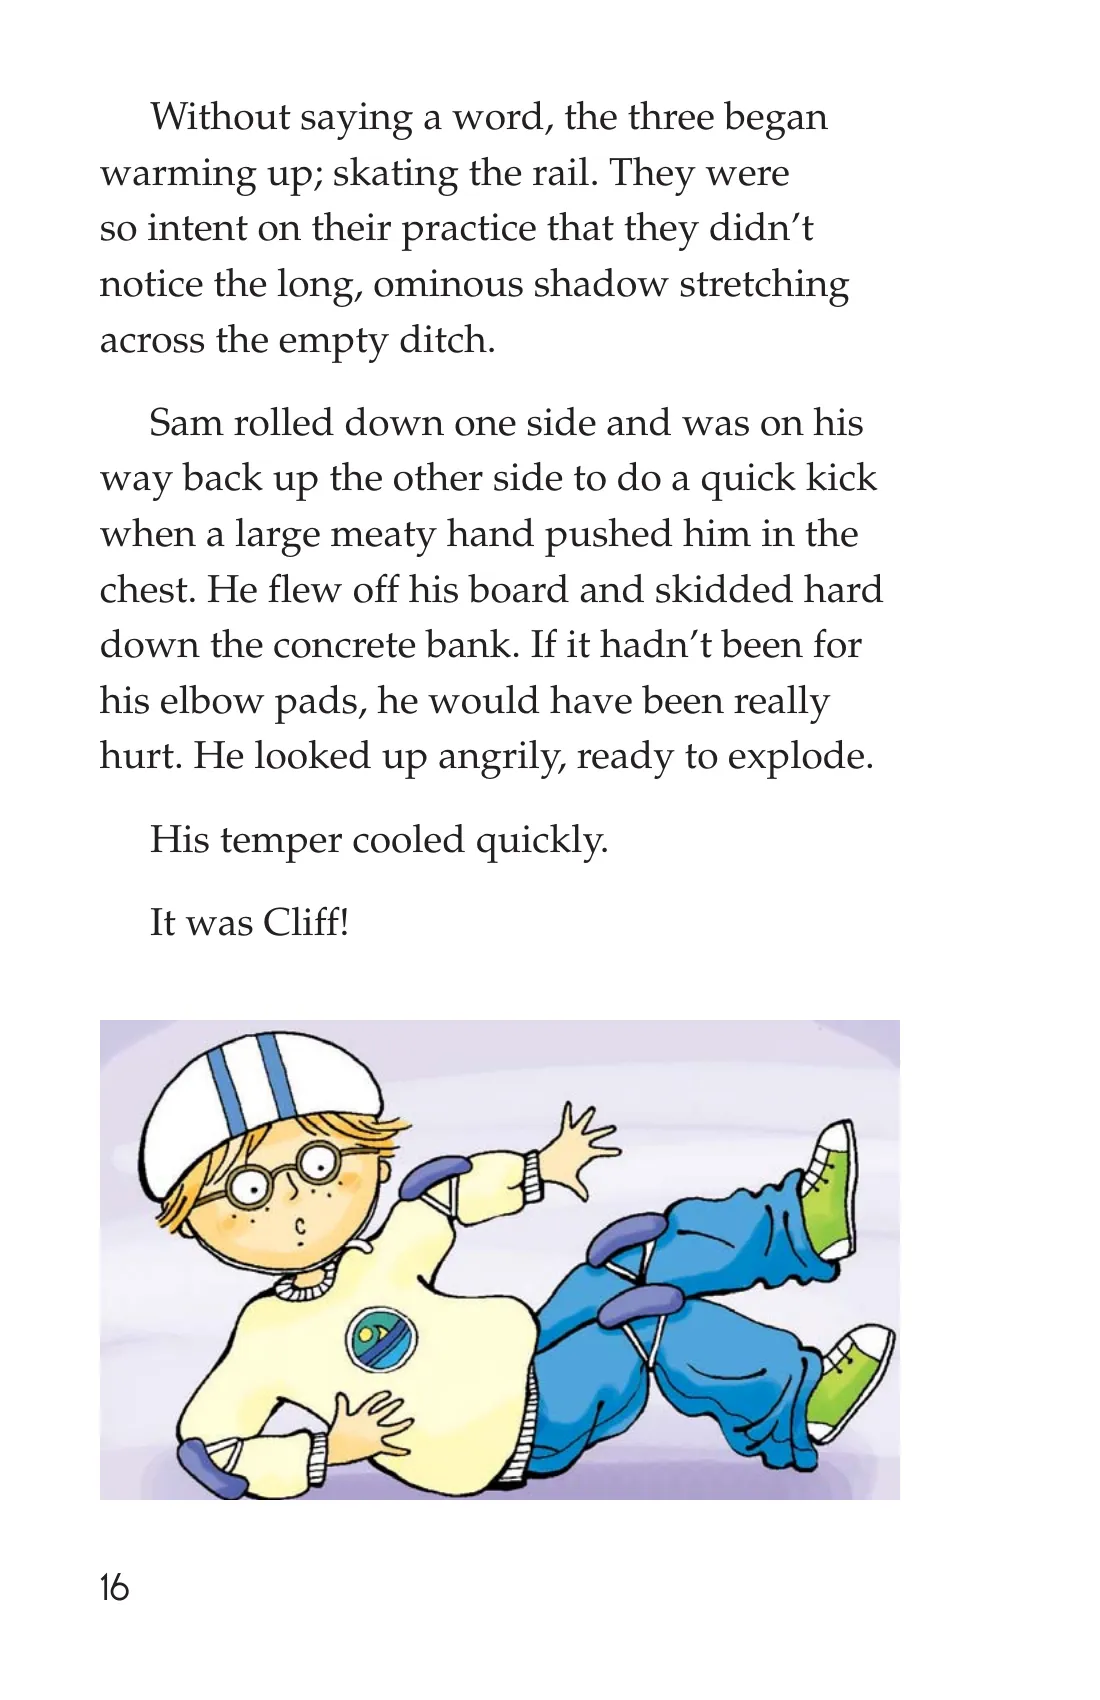 Without saying a word, the three began
warming up; skating the rail. They were
so intent on their practice that they didn’t
notice the long, ominous shadow stretching
across the empty ditch.
Sam rolled down one side and was on his
way back up the other side to do a quick kick
when a large meaty hand pushed him in the
chest. He flew off his board and skidded hard
down the concrete bank. If it hadn’t been for
his elbow pads, he would have been really
hurt. He looked up angrily, ready to explode.
His temper cooled quickly.
It was Cliff!
16